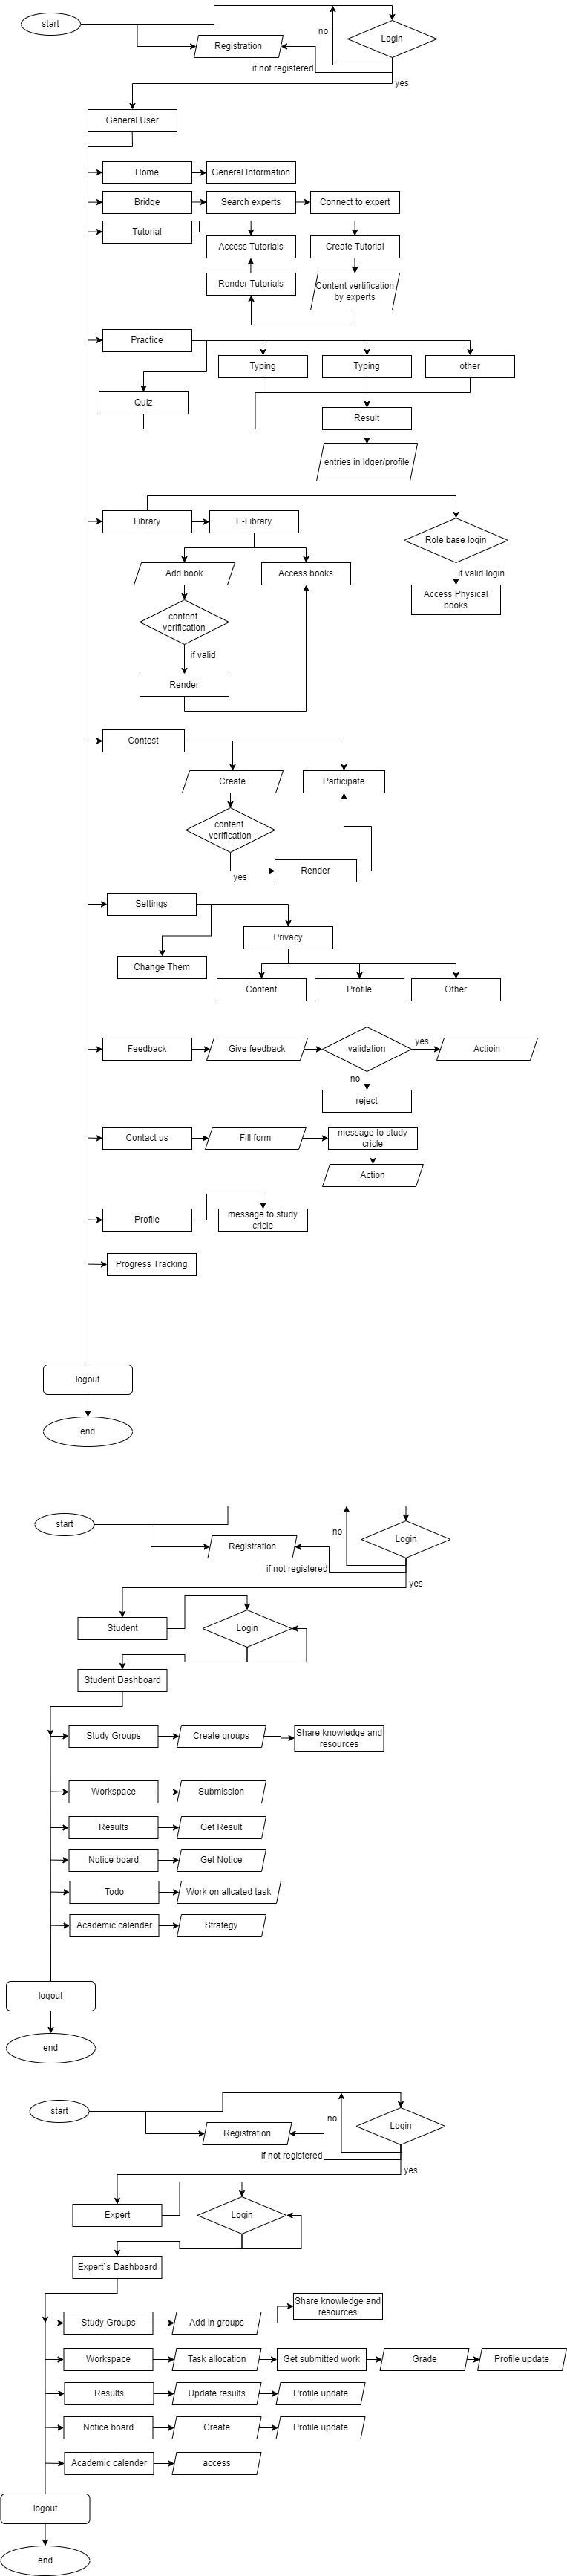 start
Login
no
Registration
if not registered
yes
General User
Home
General Information
Bridge
Search experts
Connect to expert
Tutorial
Access Tutorials
Create Tutorial
Render Tutorials
Content vertification
by experts
Practice
Typing
Typing
other
Quiz
Result
entries in ldger/profile
Library
E-Library
Role base login
Add book
Access books
if valid login
Access Physical
books
content
verification
if valid
Render
Contest
Create
Participate
content
verification
yes
Render
Settings
Privacy
Change Them
Content
Profile
Other
Feedback
Give feedback
validation
yes
Actioin
no
reject
Contact us
Fill form
message to study
cricle
Action
Profile
message to study
cricle
Progress Tracking
logout
end
start
Login
no
Registration
if not registered
yes
Student
Login
Student Dashboard
Study Groups
Create groups
Share knowledge and
resources
Workspace
Submission
Results
Get Result
Notice board
Get Notice
Todo
Work on allcated task
Academic calender
Strategy
logout
end
start
Login
no
Registration
if not registered
yes
Expert
Login
Expert`s Dashboard
Study Groups
Add in groups
Share knowledge and
resources
Workspace
Task allocation
Get submitted work
Grade
Profile update
Results
Update results
Profile update
Notice board
Create
Profile update
Academic calender
access
logout
end